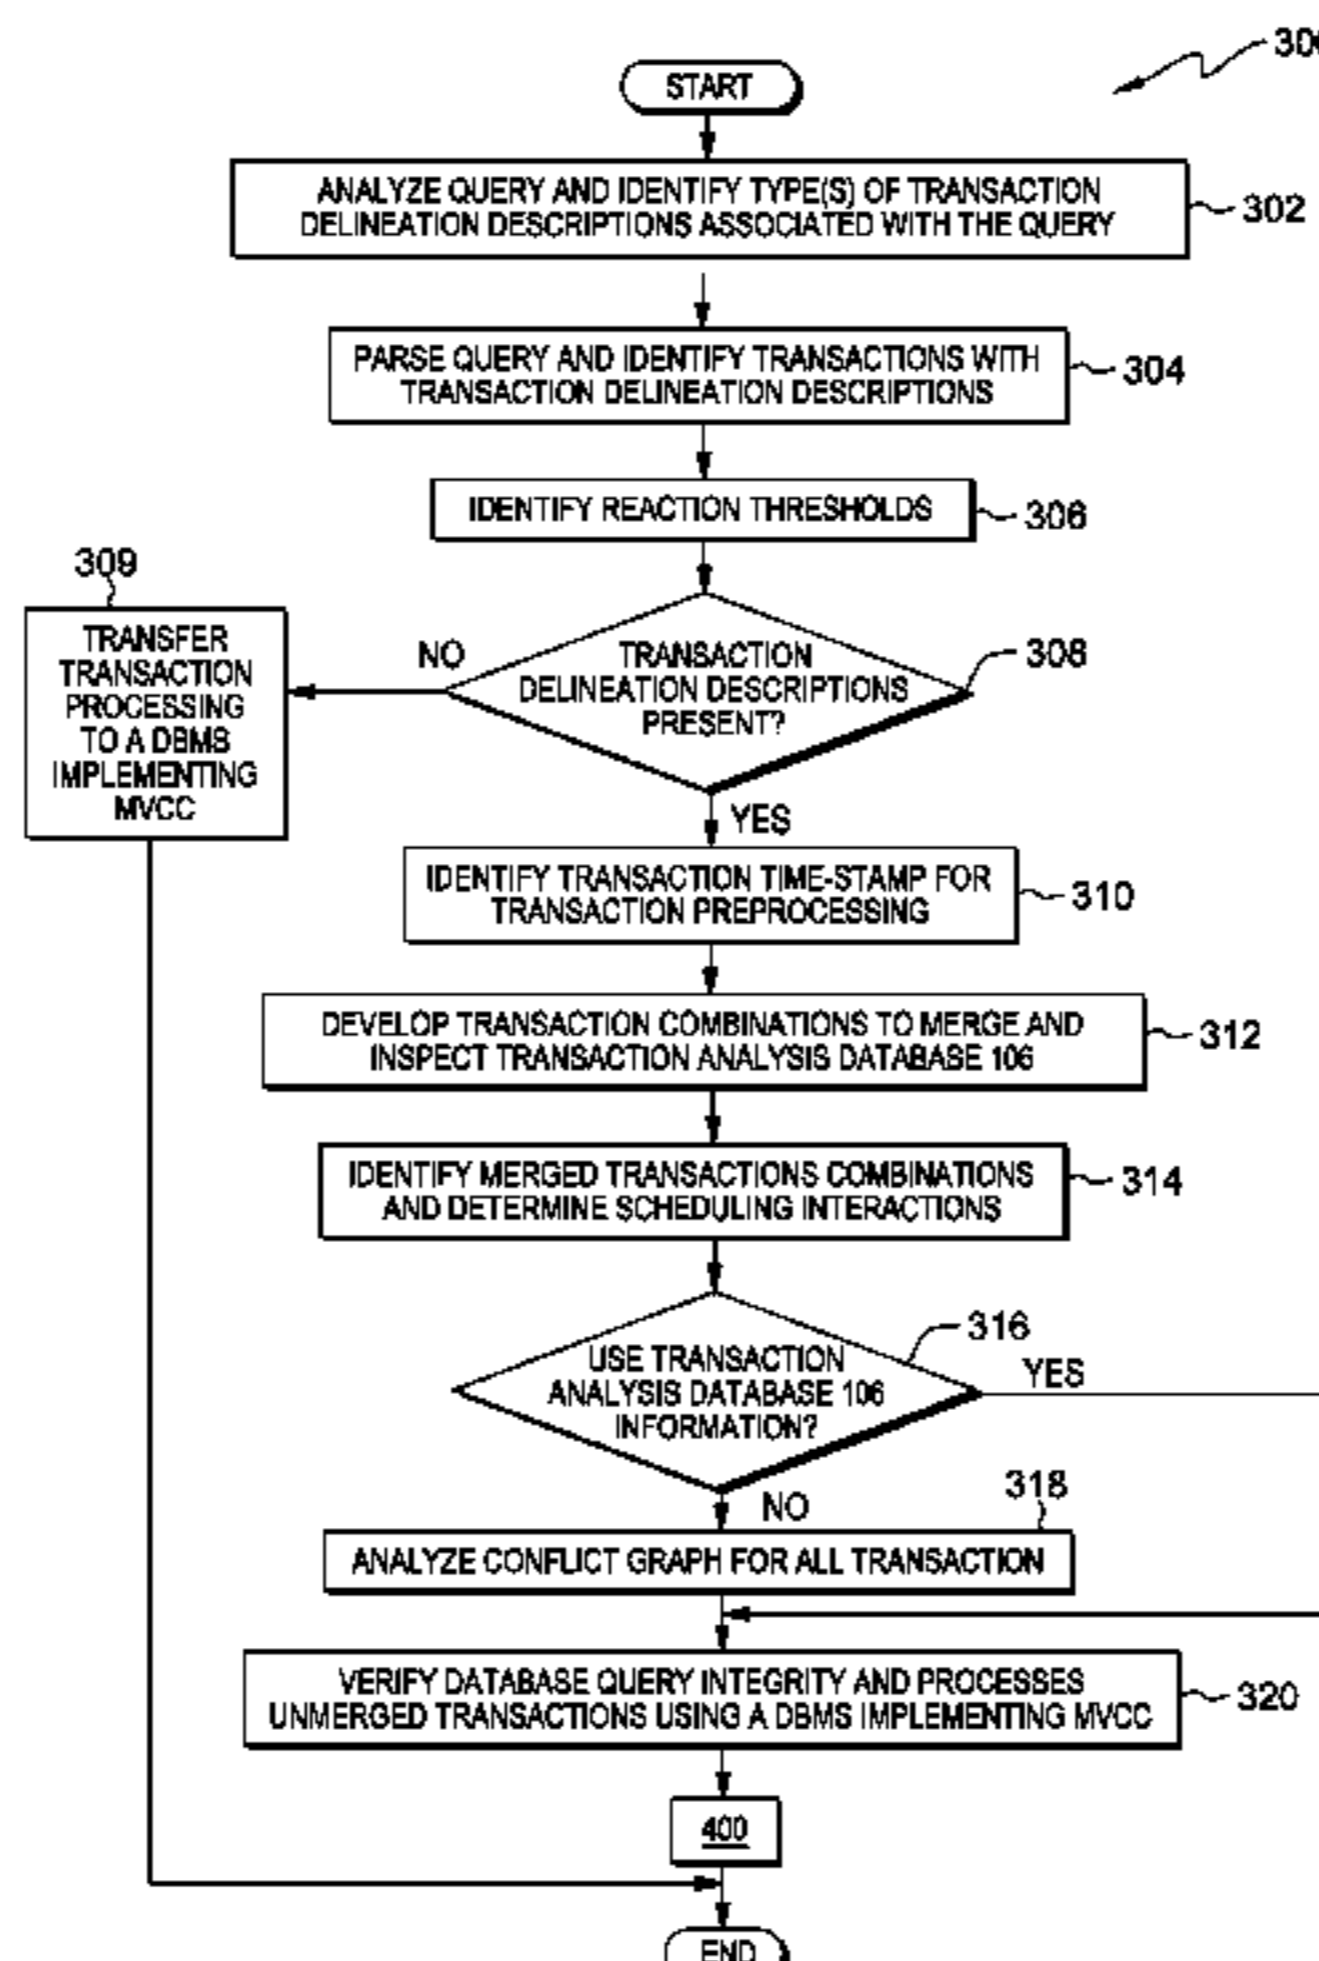 300
START
ANALYZE QUERY AND IDENTIFY TYPE(S) OF TRANSACTION
DELINEATION DESCRIPTIONS ASSOCIATED WITH THE QUERY
302
PARSE QUERY AND IDENTIFY TRANSACTIONS WITH
TRANSACTION DELINEATION DESCRIPTIONS
304
IDENTIFY REACTION THRESHOLDS
306
309
TRANSFER
TRANSACTION
PROCESSING
TO A DBMS
IMPLEMENTING
MVCC
NO
TRANSACTION
DELINEATION DESCRIPTIONS
PRESENT?
308
YES
IDENTIFY TRANSACTION TIME-STAMP FOR
TRANSACTION PREPROCESSING
310
DEVELOP TRANSACTION COMBINATIONS TO MERGE AND
INSPECT TRANSACTION ANALYSIS DATABASE 106
312
IDENTIFY MERGED TRANSACTIONS COMBINATIONS
AND DETERMINE SCHEDULING INTERACTIONS
314
USE TRANSACTION
ANALYSIS DATABASE 106
INFORMATION?
316
YES
NO
318
ANALYZE CONFLICT GRAPH FOR ALL TRANSACTION
VERIFY DATABASE QUERY INTEGRITY AND PROCESSES
UNMERGED TRANSACTIONS USING A DBMS IMPLEMENTING MVCC
320
400
END